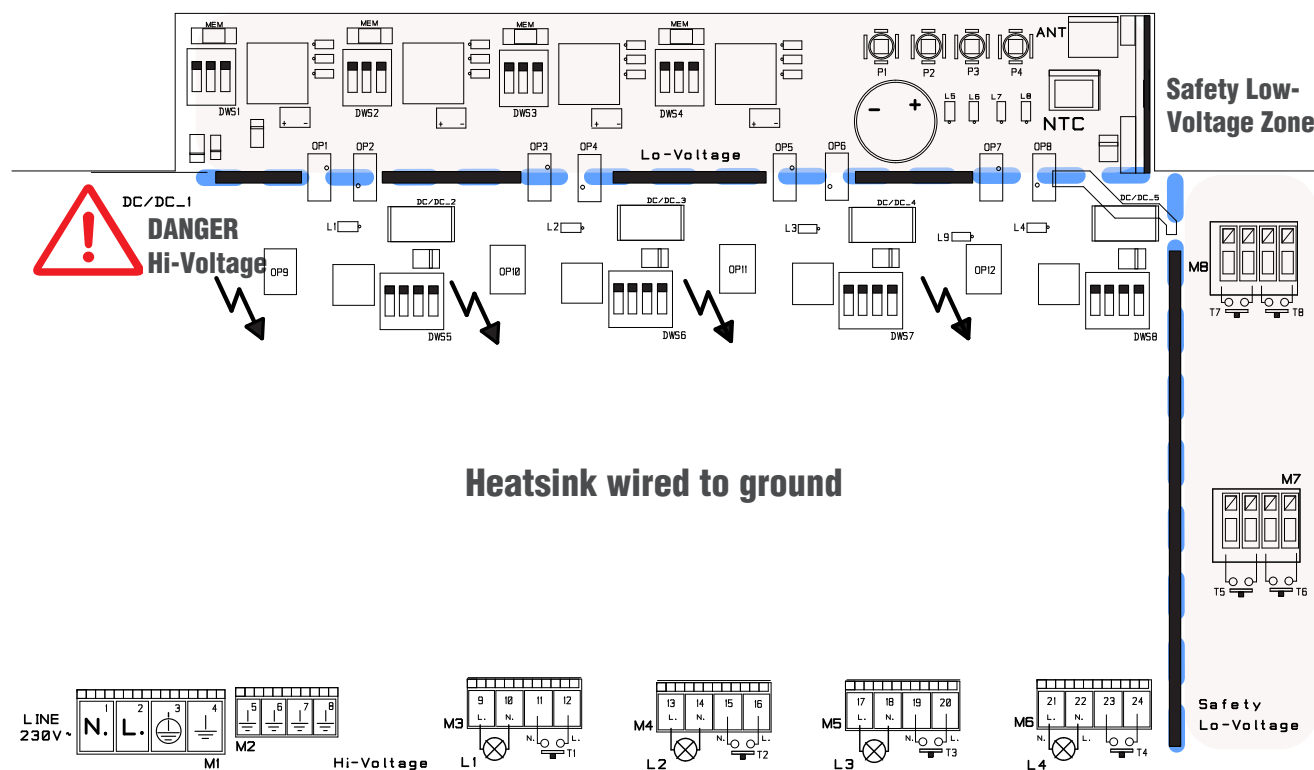 MEM
MEM
MEM
MEM
ANT
P1
P2
P3
P4
Safety Low-
Voltage Zone
DWS1
DWS2
DWS3
DWS4
+ -
+ -
+ -
+ -
- +
L5
L6
L7
L8
NTC
OP1
OP2
OP3
OP4
Lo-Voltage
OP5
OP6
OP7
OP8
!
DC/DC_1
DANGER
Hi-Voltage
DC/DC_2
DC/DC_3
DC/DC_4
DC/DC_5
L1
L2
L3
L9
L4
OP9
OP10
OP11
OP12
M8
T7
T8
DWS5
DWS6
DWS7
DWS8
Heatsink wired to ground
M7
T5
T6
LINE
230V~
1
2
3
4
N.
L.
M1
5
6
7
8
M2
Hi-Voltage
9
10
11
12
L.
N.
M3
N.
L.
T1
L1
13
14
15
16
L.
N.
M4
N.
L.
T2
L2
17
18
19
20
L.
N.
M5
N.
L.
T3
L3
21
22
23
24
L.
N.
M6
N.
L.
T4
L4
Safety
Lo-Voltage